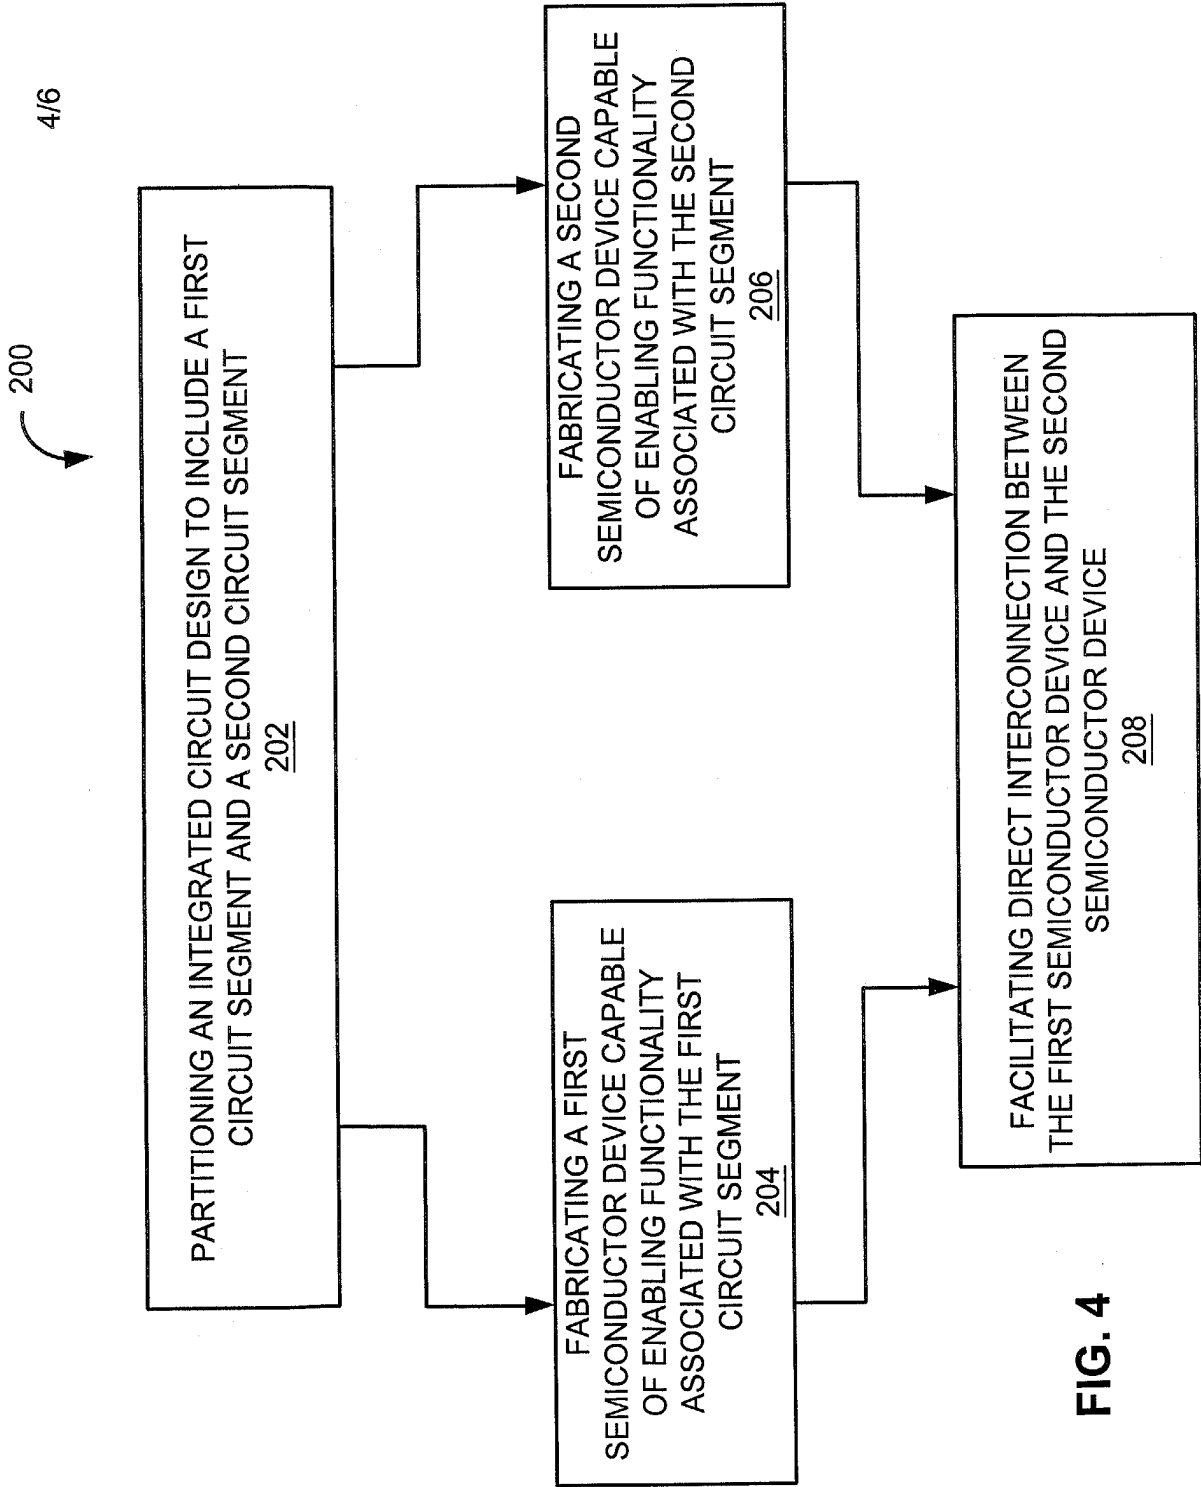 4/6
200
PARTITIONING AN INTEGRATED CIRCUIT DESIGN TO INCLUDE A FIRST
CIRCUIT SEGMENT AND A SECOND CIRCUIT SEGMENT
202
FABRICATING A FIRST
SEMICONDUCTOR DEVICE CAPABLE
OF ENABLING FUNCTIONALITY
ASSOCIATED WITH THE FIRST
CIRCUIT SEGMENT
204
FABRICATING A SECOND
SEMICONDUCTOR DEVICE CAPABLE
OF ENABLING FUNCTIONALITY
ASSOCIATED WITH THE SECOND
CIRCUIT SEGMENT
206
FACILITATING DIRECT INTERCONNECTION BETWEEN
THE FIRST SEMICONDUCTOR DEVICE AND THE SECOND
SEMICONDUCTOR DEVICE
208
FIG. 4